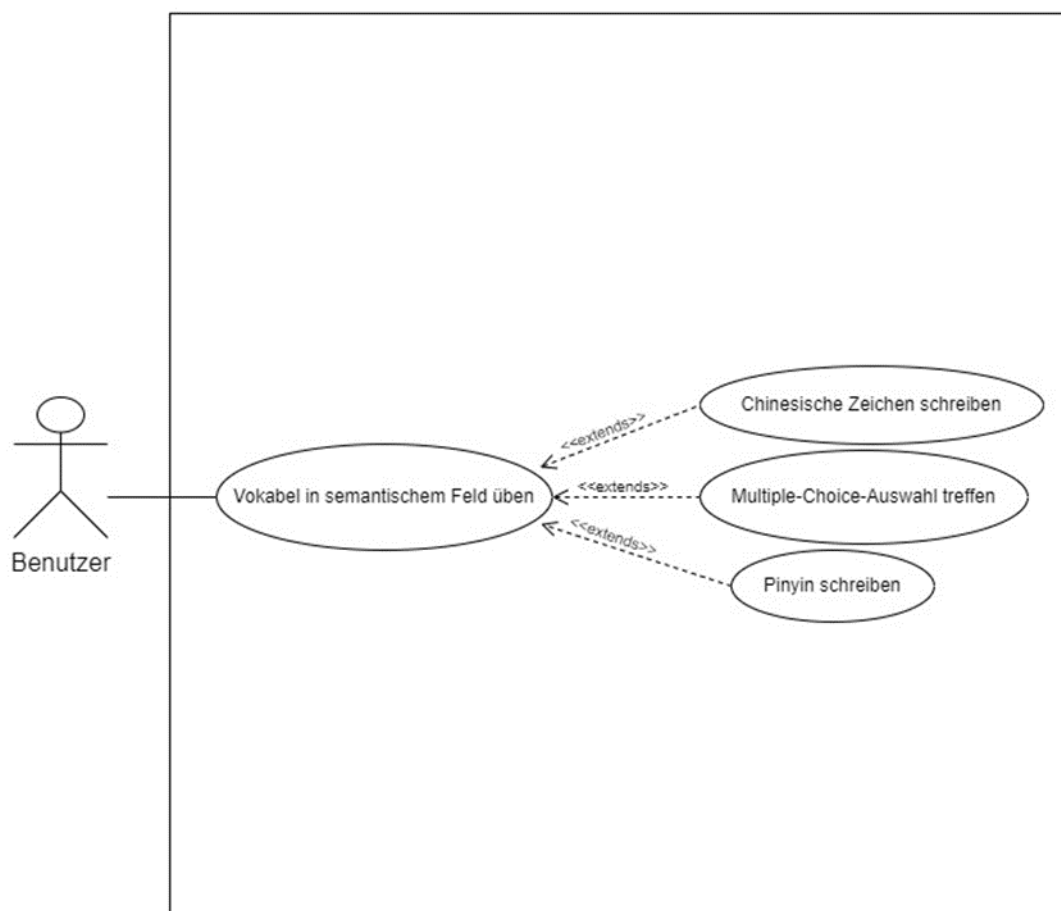 Chinesische Zeichen schreiben
<<extends>>
Vokabel in semantischem Feld üben
<<extends>>
Multiple-Choice-Auswahl treffen
<<extends>>
Benutzer
Pinyin schreiben